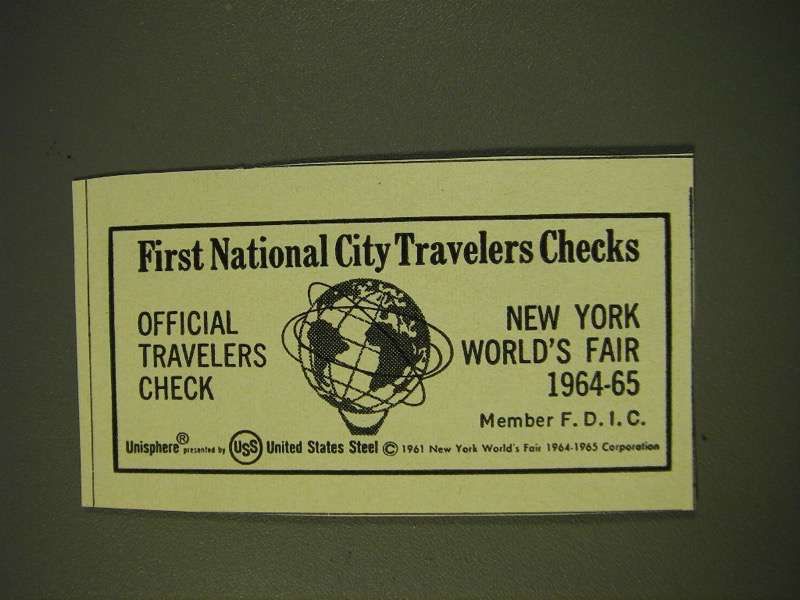 First National City Travelers Checks
OFFICIAL
TRAVELERS
CHECK
NEW YORK
WORLD'S FAIR
1964-65
Member F. D. I. C.
Unisphere® presented by USS United States Steel © 1961 New York World's Fair 1964-1965 Corporation